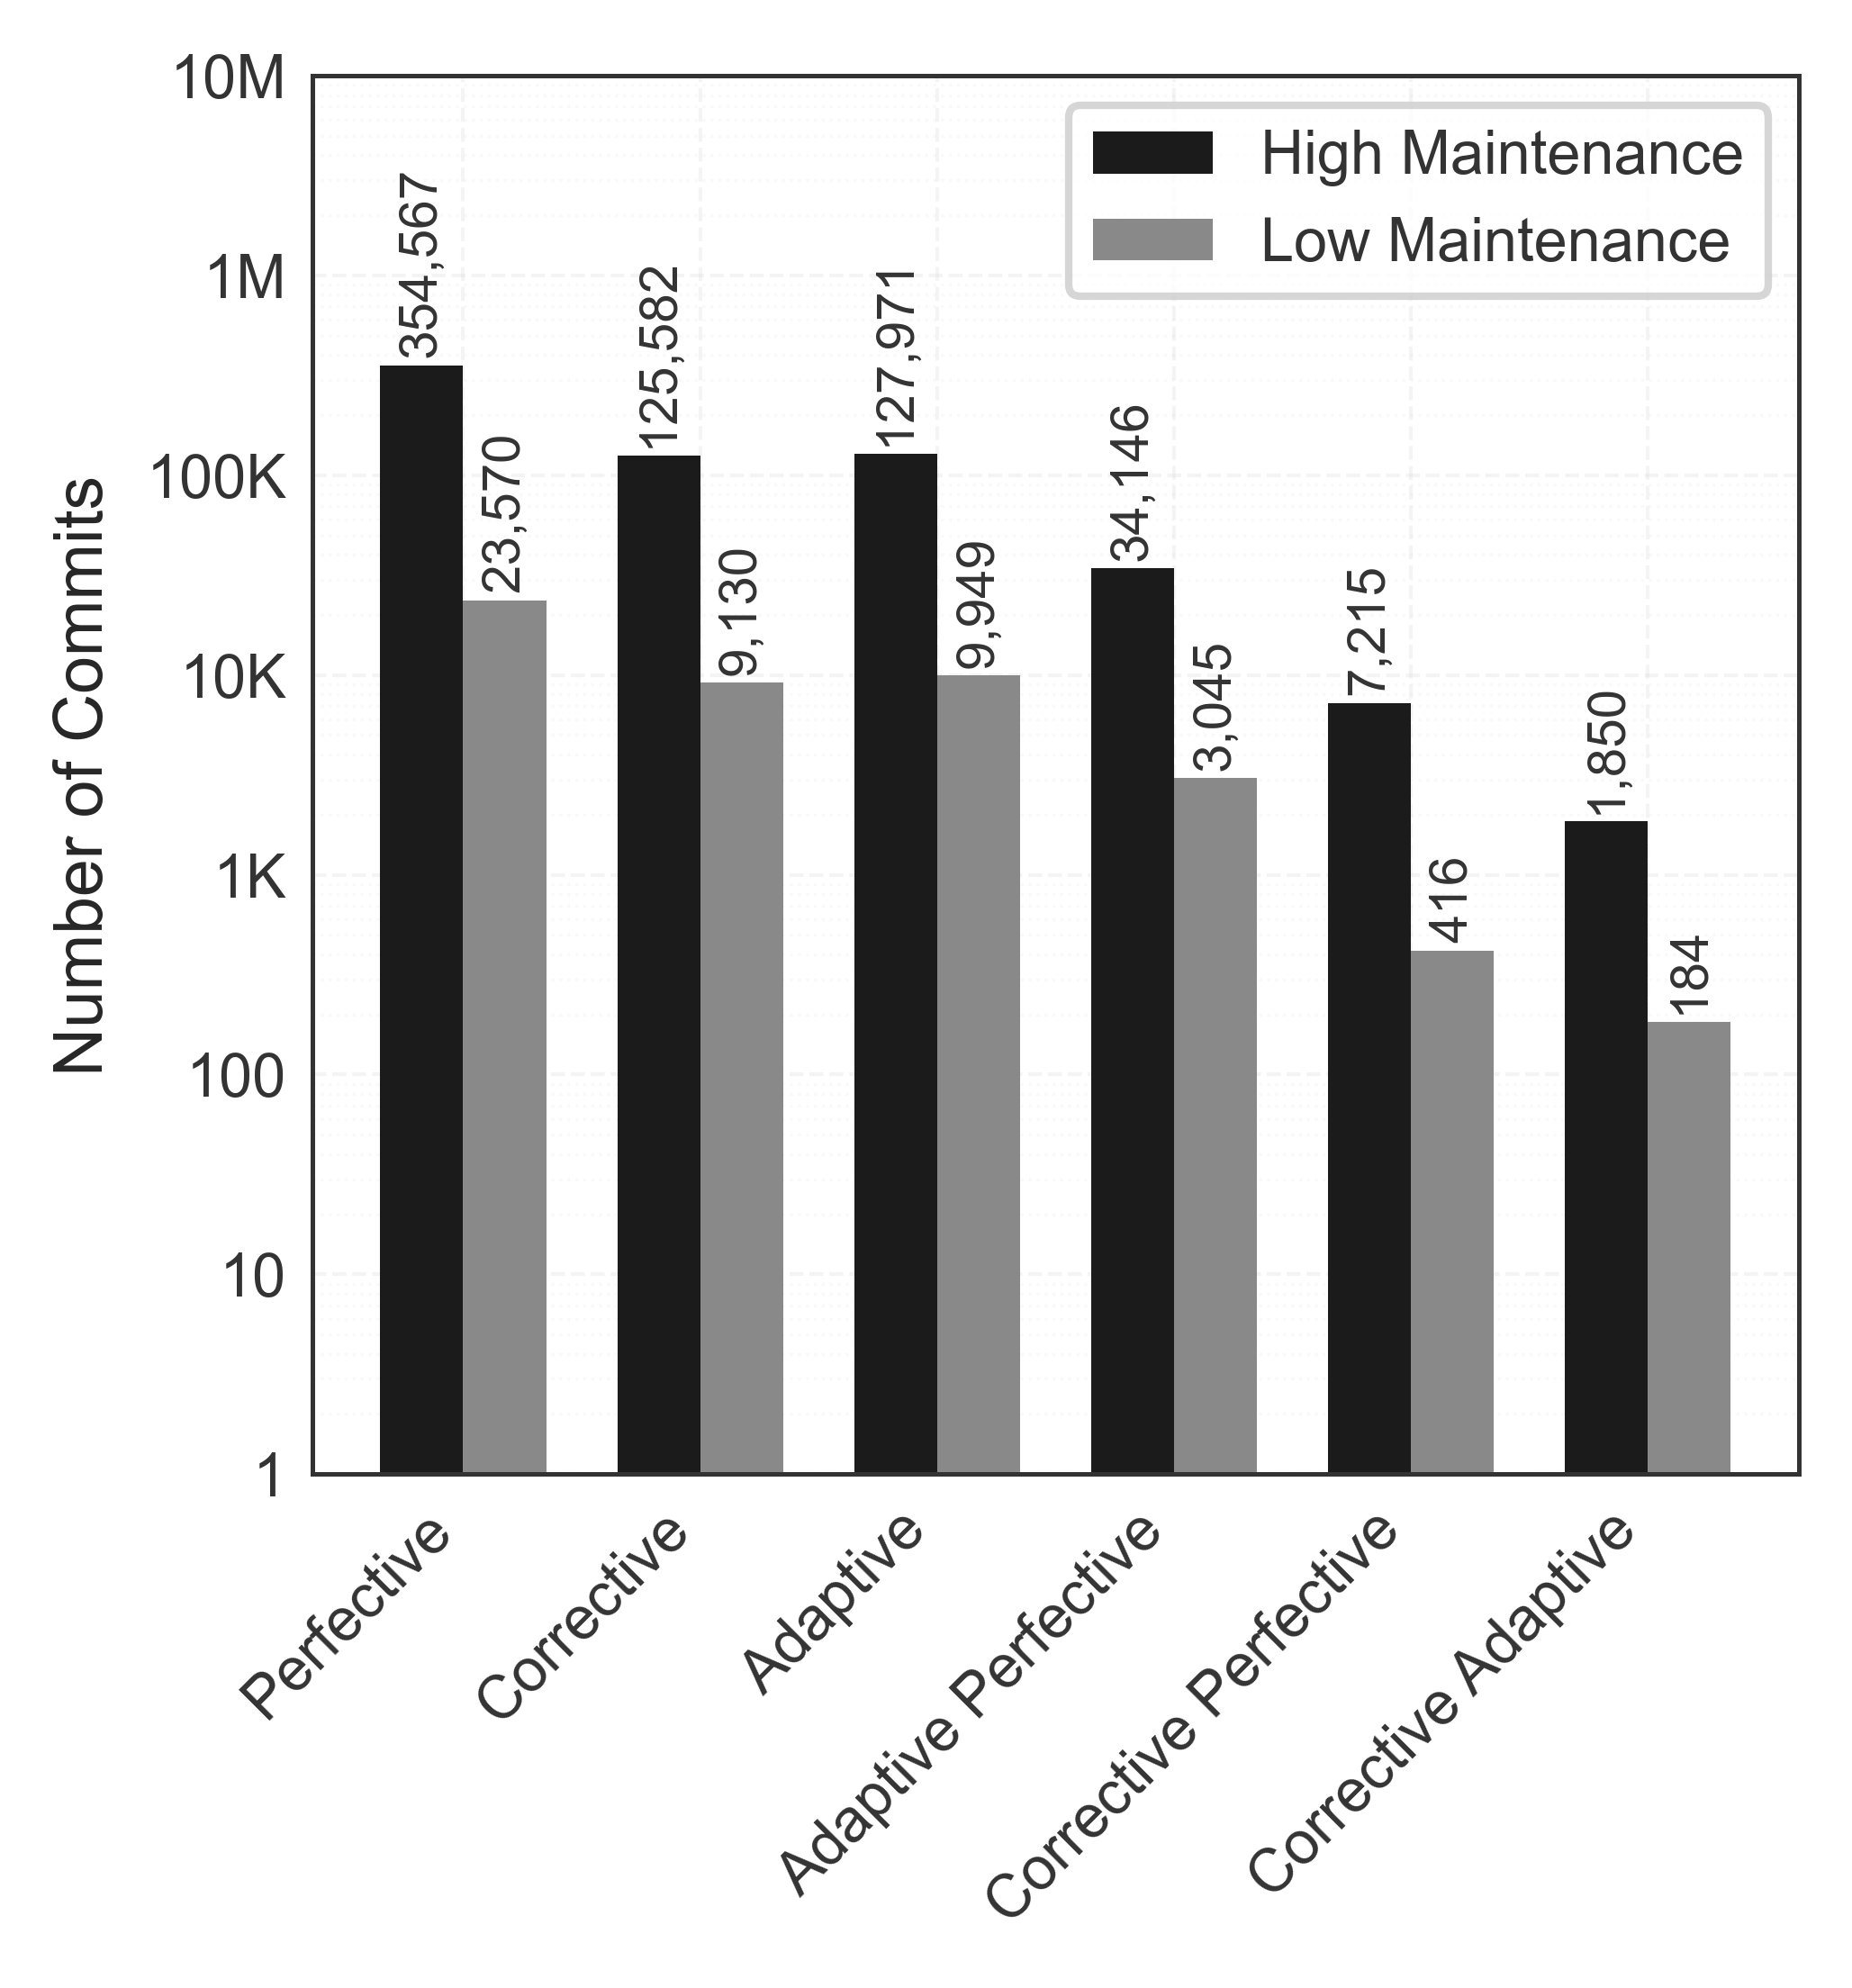 Number of Commits
10M
1M
100K
10K
1K
100
10
1
High Maintenance
Low Maintenance
354,567
23,570
125,582
9,130
127,971
9,949
34,146
3,045
7,215
416
1,850
184
Perfective
Corrective
Adaptive
Adaptive Perfective
Corrective Perfective
Corrective Adaptive